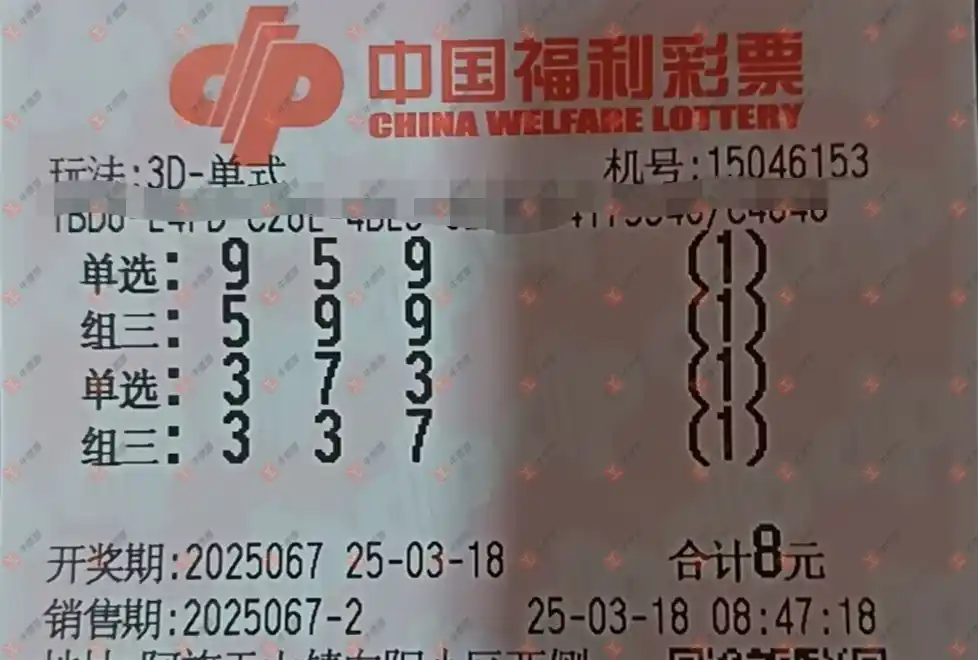 中国福利彩票
CHINA WELFARE LOTTERY
玩法:3D-单式 机号:15046153
单选: 9 5 9 (1)
组三: 5 9 9 (1)
单选: 3 7 3 (1)
组三: 3 3 7 (1)
开奖期:2025067 25-03-18 合计8元
销售期:2025067-2 25-03-18 08:47:18